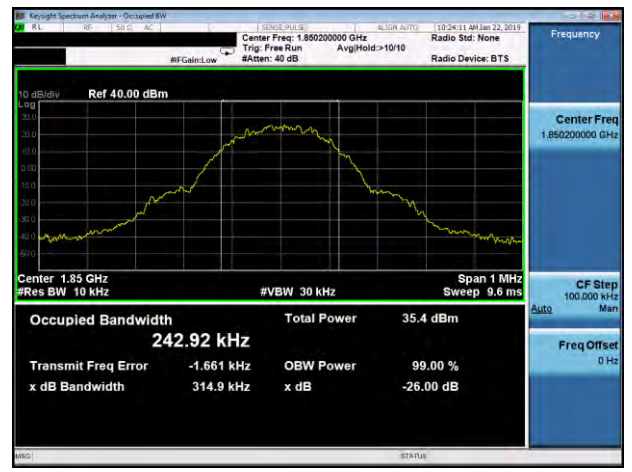 Keysight Spectrum Analyzer - Occupied BW
RL RF 50 Ω AC SENSE:PULSE ALIGN AUTO 10:24:11 AM Jan 22, 2019
Center Freq: 1.850200000 GHz Radio Std: None
Trig: Free Run Avg|Hold:>10/10
#IFGain:Low #Atten: 40 dB Radio Device: BTS
Frequency
10 dB/div Ref 40.00 dBm
Log
30.0
20.0
10.0
0.00
-10.0
-20.0
-30.0
-40.0
-50.0
Center 1.85 GHz Span 1 MHz
#Res BW 10 kHz #VBW 30 kHz Sweep 9.6 ms
Center Freq
1.850200000 GHz
CF Step
100.000 kHz
Auto Man
Freq Offset
0 Hz
Occupied Bandwidth Total Power 35.4 dBm
242.92 kHz
Transmit Freq Error -1.661 kHz OBW Power 99.00 %
x dB Bandwidth 314.9 kHz x dB -26.00 dB
MSG STATUS